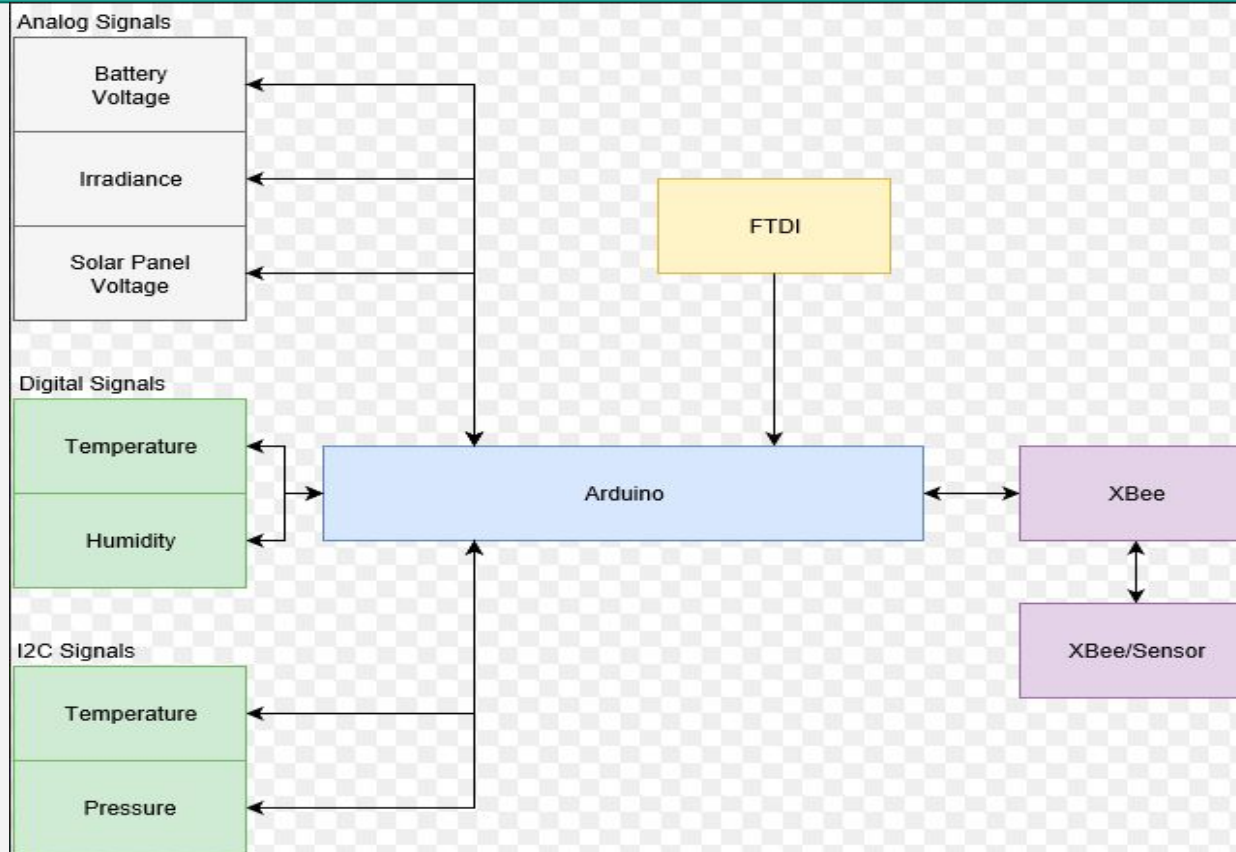 Analog Signals
Battery
Voltage
Irradiance
Solar Panel
Voltage
FTDI
Digital Signals
Temperature
Humidity
Arduino
XBee
XBee/Sensor
I2C Signals
Temperature
Pressure